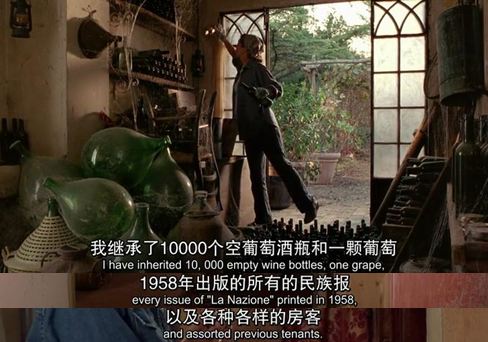 我继承了10000个空葡萄酒瓶和一颗葡萄
I have inherited 10, 000 empty wine bottles, one grape,
1958年出版的所有的民族报
every issue of "La Nazione" printed in 1958,
以及各种各样的房客
and assorted previous tenants.